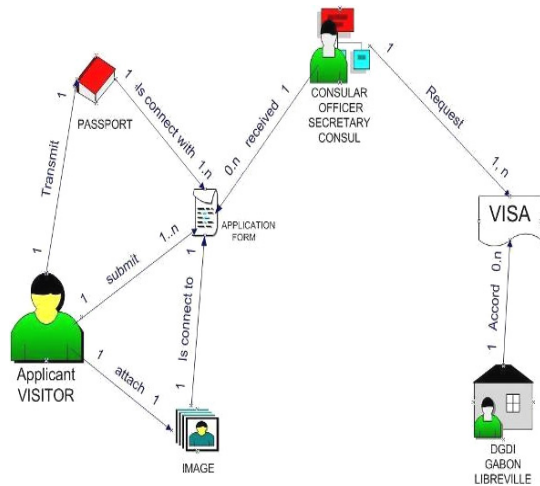 CONSULAR
OFFICER
SECRETARY
CONSUL
1
Request
1, n
PASSPORT
1
Is connect with
1.n
1
received
0.n
1
Transmit
1
APPLICATION
FORM
VISA
1
submit
1..n
1
Is connect to
1
0.n
Accord
1
Applicant
VISITOR
1
attach
1
IMAGE
DGDI
GABON
LIBREVILLE